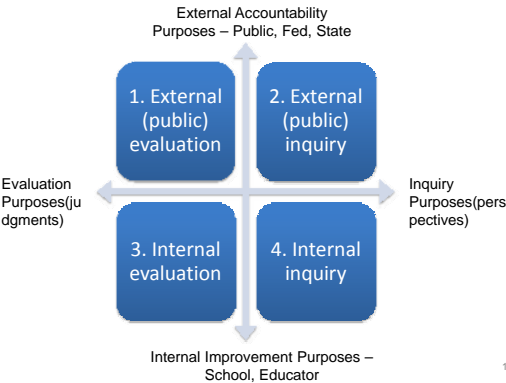 External Accountability
Purposes – Public, Fed, State
1. External
(public)
evaluation
2. External
(public)
inquiry
Evaluation
Purposes(ju
dgments)
Inquiry
Purposes(pers
pectives)
3. Internal
evaluation
4. Internal
inquiry
Internal Improvement Purposes –
School, Educator
1